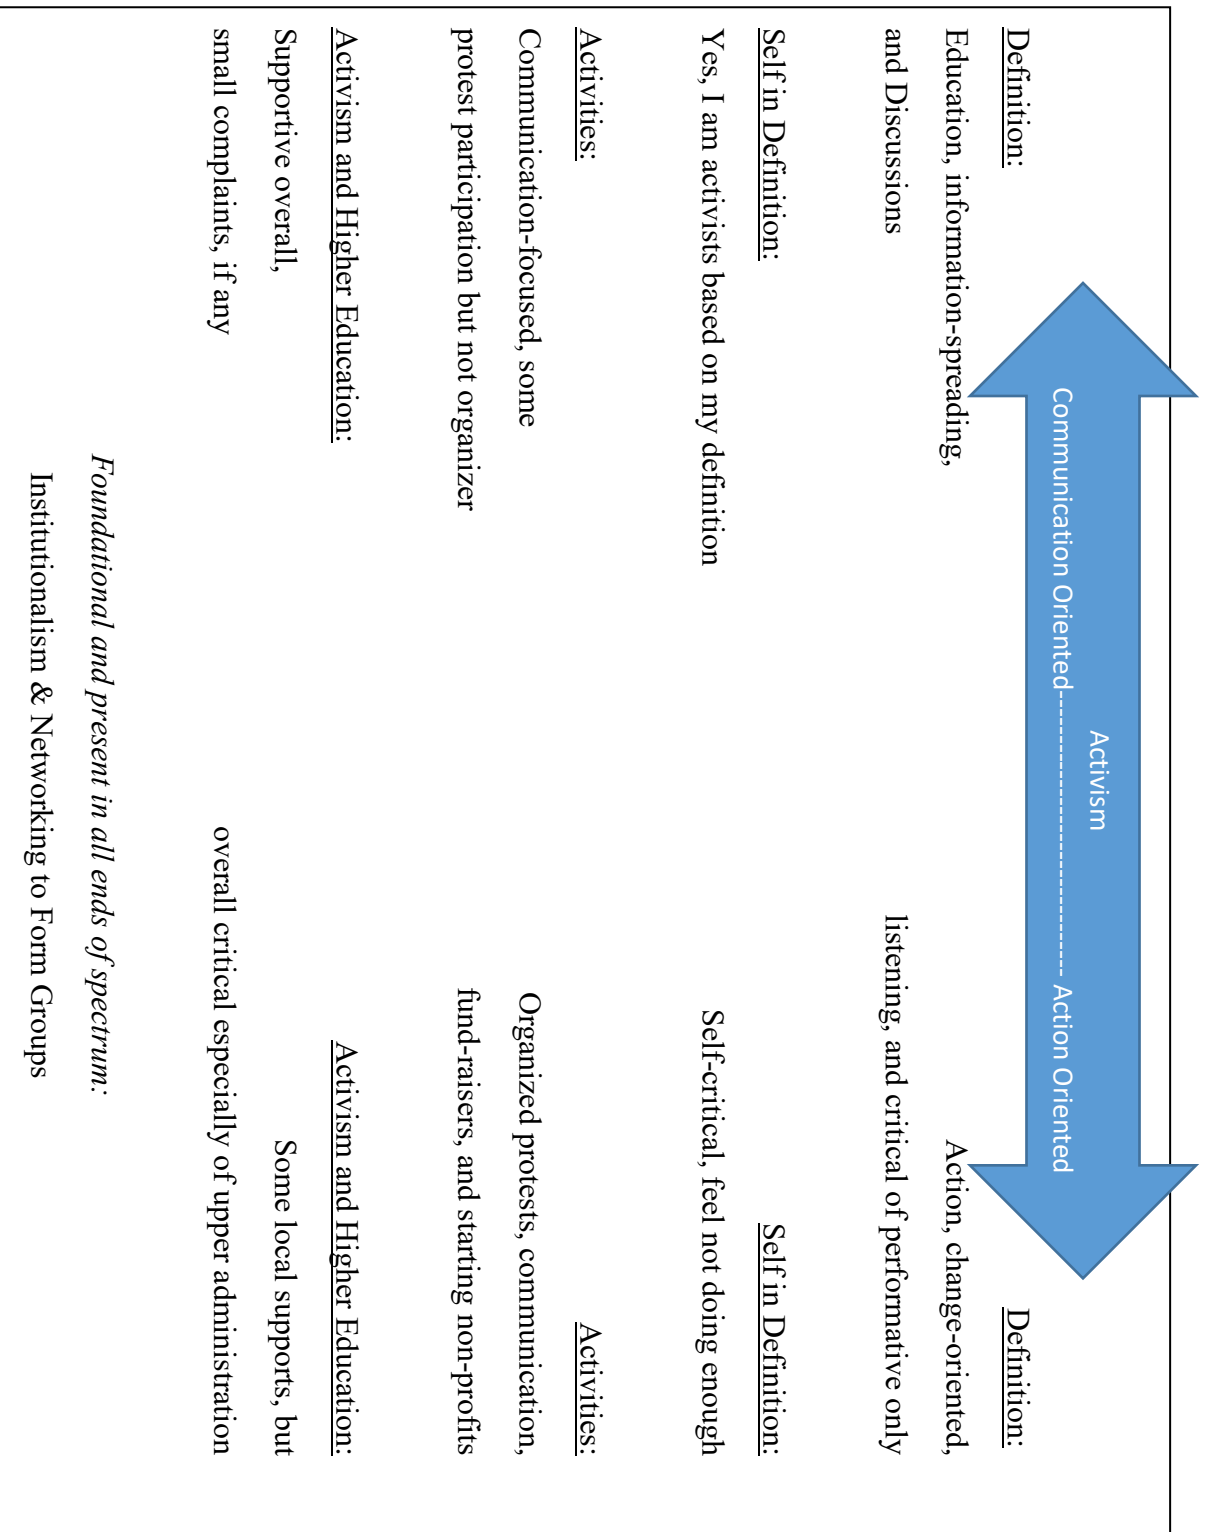 Activism
Communication Oriented---------------------------------------- Action Oriented
Definition:
Education, information-spreading,
and Discussions
Definition:
Action, change-oriented,
listening, and critical of performative only
Self in Definition:
Yes, I am activists based on my definition
Self in Definition:
Self-critical, feel not doing enough
Activities:
Communication-focused, some
protest participation but not organizer
Activities:
Organized protests, communication,
fund-raisers, and starting non-profits
Activism and Higher Education:
Supportive overall,
small complaints, if any
Activism and Higher Education:
Some local supports, but
overall critical especially of upper administration
Foundational and present in all ends of spectrum:
Institutionalism & Networking to Form Groups